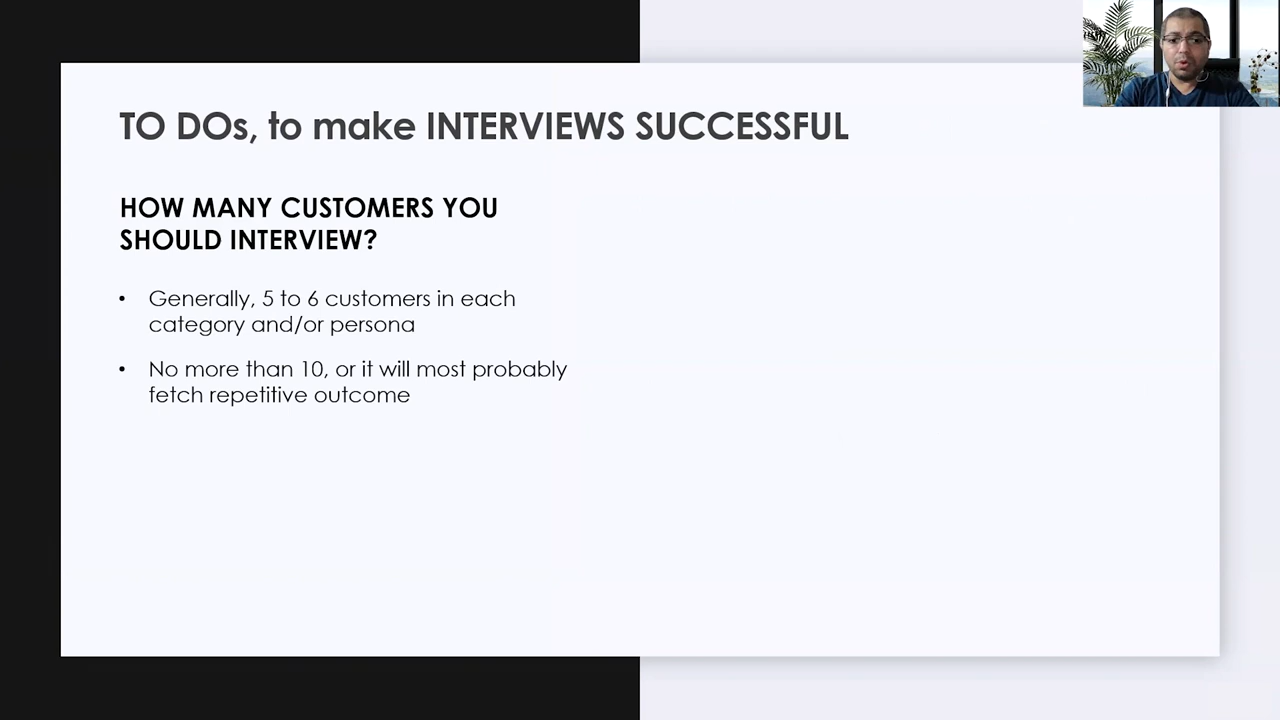 TO DOs, to make INTERVIEWS SUCCESSFUL
HOW MANY CUSTOMERS YOU
SHOULD INTERVIEW?
• Generally, 5 to 6 customers in each
category and/or persona
• No more than 10, or it will most probably
fetch repetitive outcome